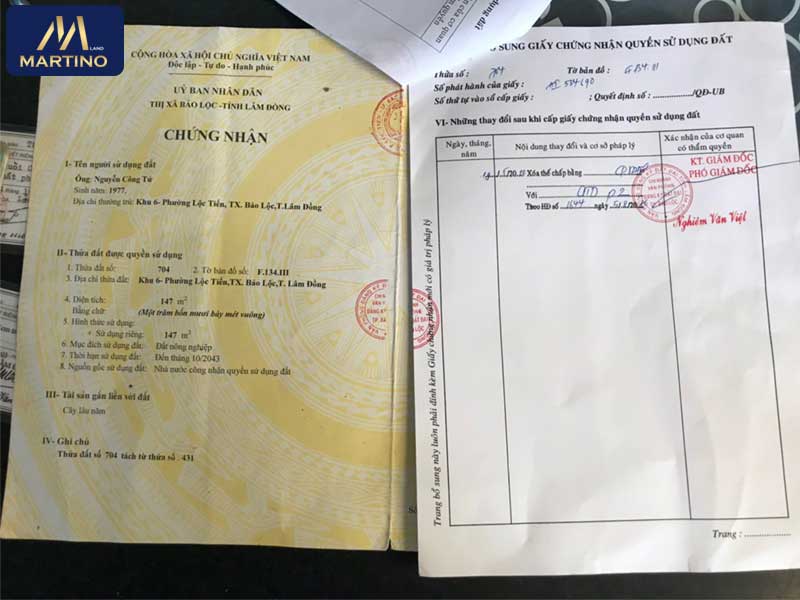 MARTINO
LAND
CỘNG HÒA XÃ HỘI CHỦ NGHĨA VIỆT NAM
Độc lập - Tự do - Hạnh phúc
UỶ BAN NHÂN DÂN
THỊ XÃ BẢO LỘC -TỈNH LÂM ĐỒNG
CHỨNG NHẬN
I- Tên người sử dụng đất
Ông: Nguyễn Công Tứ
Sinh năm: 1977.
Địa chỉ thường trú: Khu 6- Phường Lộc Tiến, TX. Bảo Lộc,T.Lâm Đồng
II- Thửa đất được quyền sử dụng
1. Thửa đất số: 704 2. Tờ bản đồ số: F.134.III
3. Địa chỉ thửa đất: Khu 6- Phường Lộc Tiến,TX. Bảo Lộc,T. Lâm Đồng
4. Diện tích: 147 m2
Bằng chữ: (Một trăm bốn mươi bảy mét vuông)
5. Hình thức sử dụng:
+ Sử dụng riêng: 147 m2
6. Mục đích sử dụng đất: Đất nông nghiệp
7. Thời hạn sử dụng đất: Đến tháng 10/2043
8. Nguồn gốc sử dụng đất: Nhà nước công nhận quyền sử dụng đất
III- Tài sản gắn liền với đất
Cây lâu năm
IV- Ghi chú
Thửa đất số 704 tách từ thửa số 431
SUNG GIẤY CHỨNG NHẬN QUYỀN SỬ DỤNG ĐẤT
Thửa số: 704 Tờ bản đồ:
Số phát hành của giấy:
Số thứ tự vào sổ cấp giấy: ; Quyết định số: /QĐ-UB
VI- Những thay đổi sau khi cấp giấy chứng nhận quyền sử dụng đất
Ngày, tháng, năm
Nội dung thay đổi và cơ sở pháp lý
Xác nhận của cơ quan có thẩm quyền
Xóa thế chấp bằng
Với
Theo HĐ số 1644 ngày
KT. GIÁM ĐỐC
PHÓ GIÁM ĐỐC
Nghiêm Văn Việt
Trang bổ sung này luôn phải đính kèm Giấy chứng nhận mới có giá trị pháp lý
Trang :